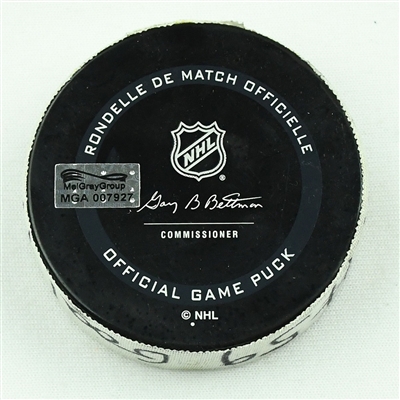 RONDELLE DE MATCH OFFICIELLE
NHL
MeiGrayGroup
MGA 007927
Gary B Bettman
COMMISSIONER
OFFICIAL GAME PUCK
© NHL